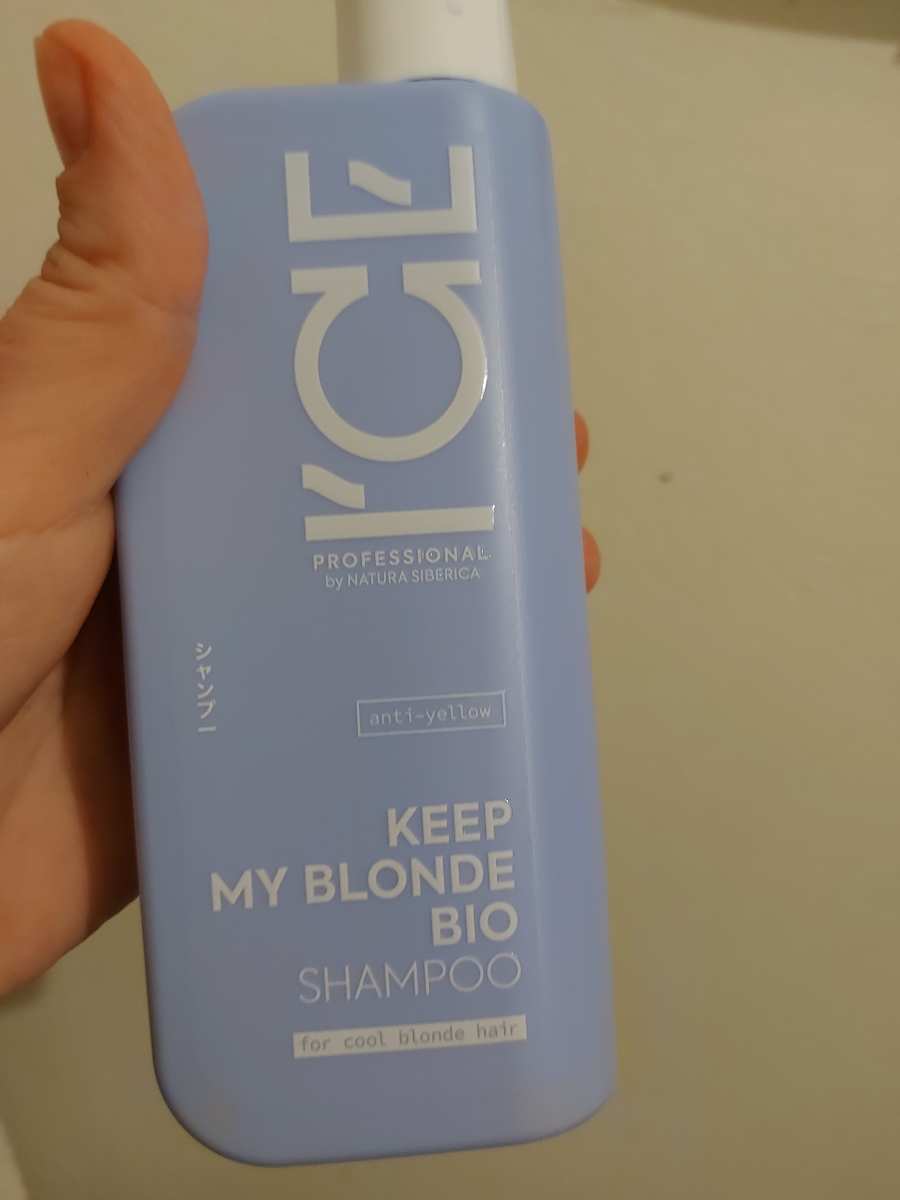 I'CE
PROFESSIONAL
by NATURA SIBERICA
シャンプー
anti-yellow
KEEP
MY BLONDE
BIO
SHAMPOO
for cool blonde hair